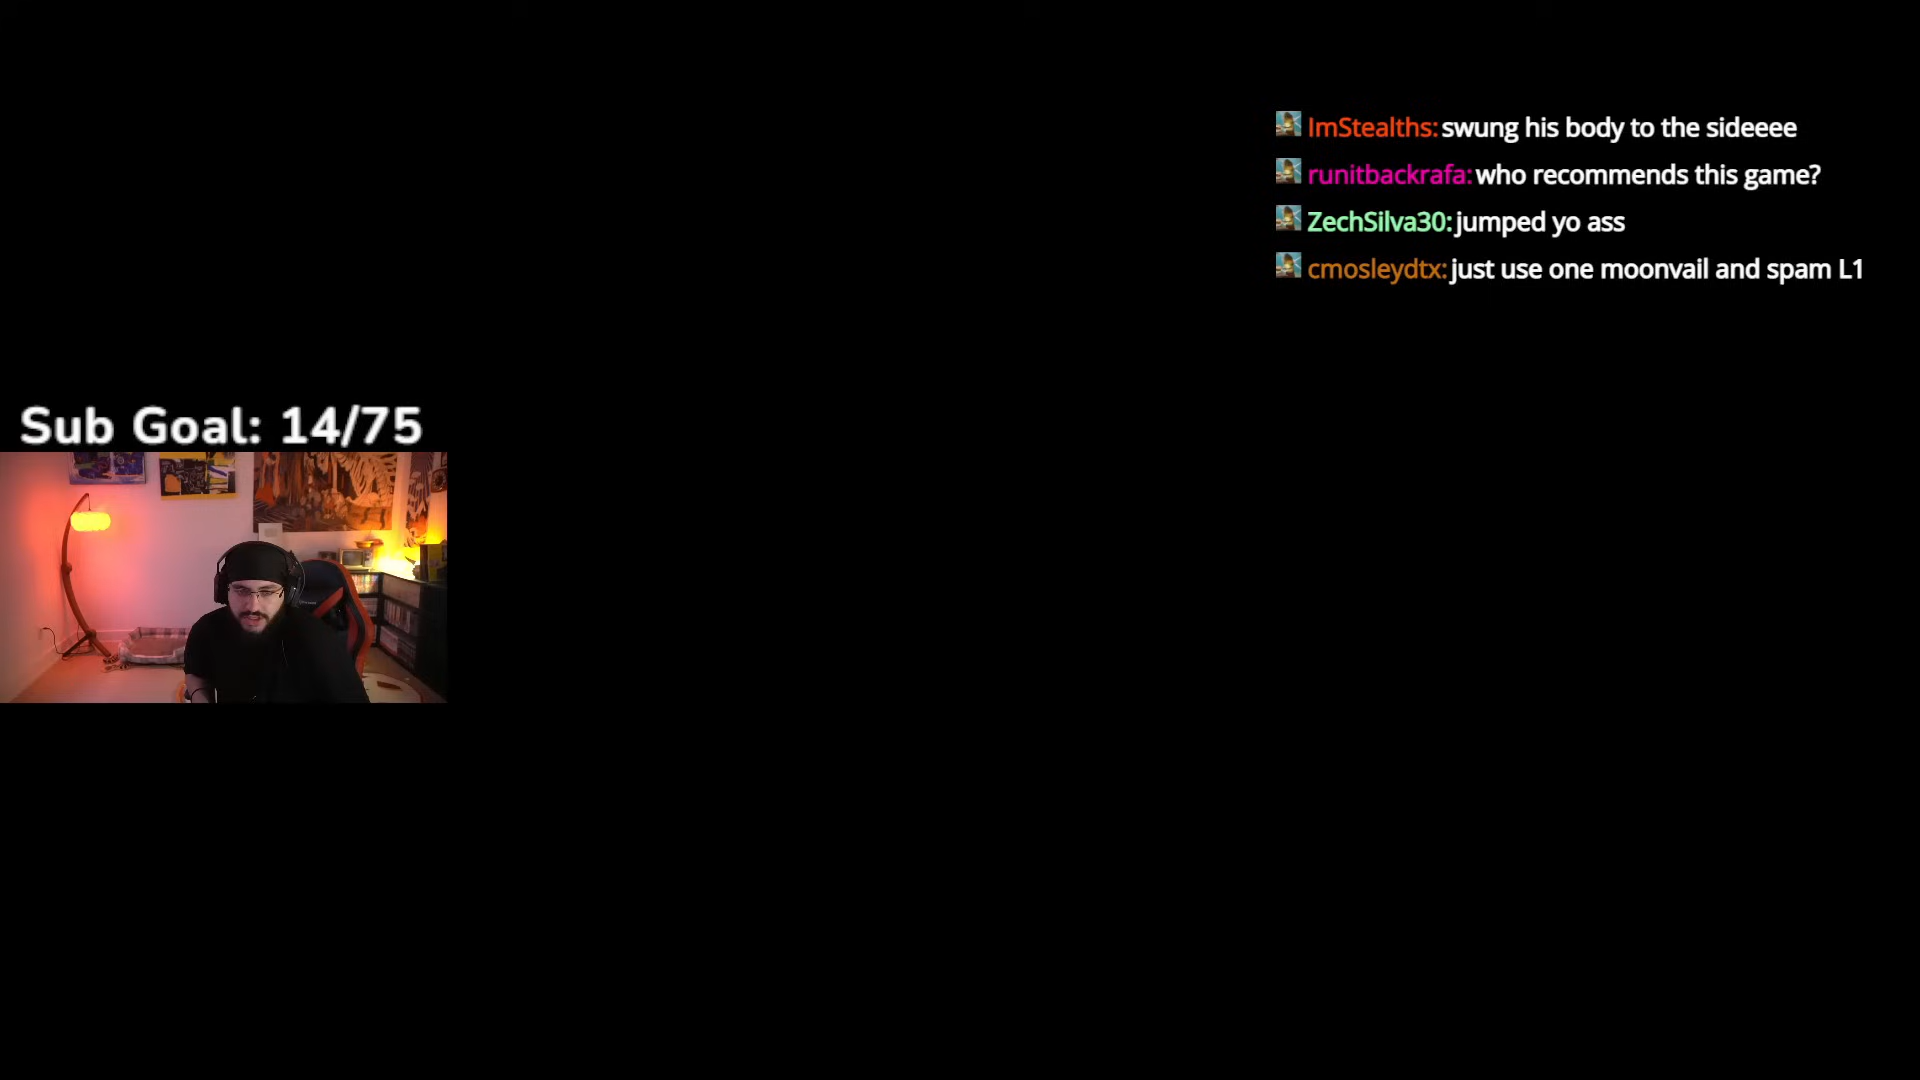 ImStealths: swung his body to the sideeee
runitbackrafa: who recommends this game?
ZechSilva30: jumped yo ass
cmosleydtx: just use one moonvail and spam L1
Sub Goal: 14/75